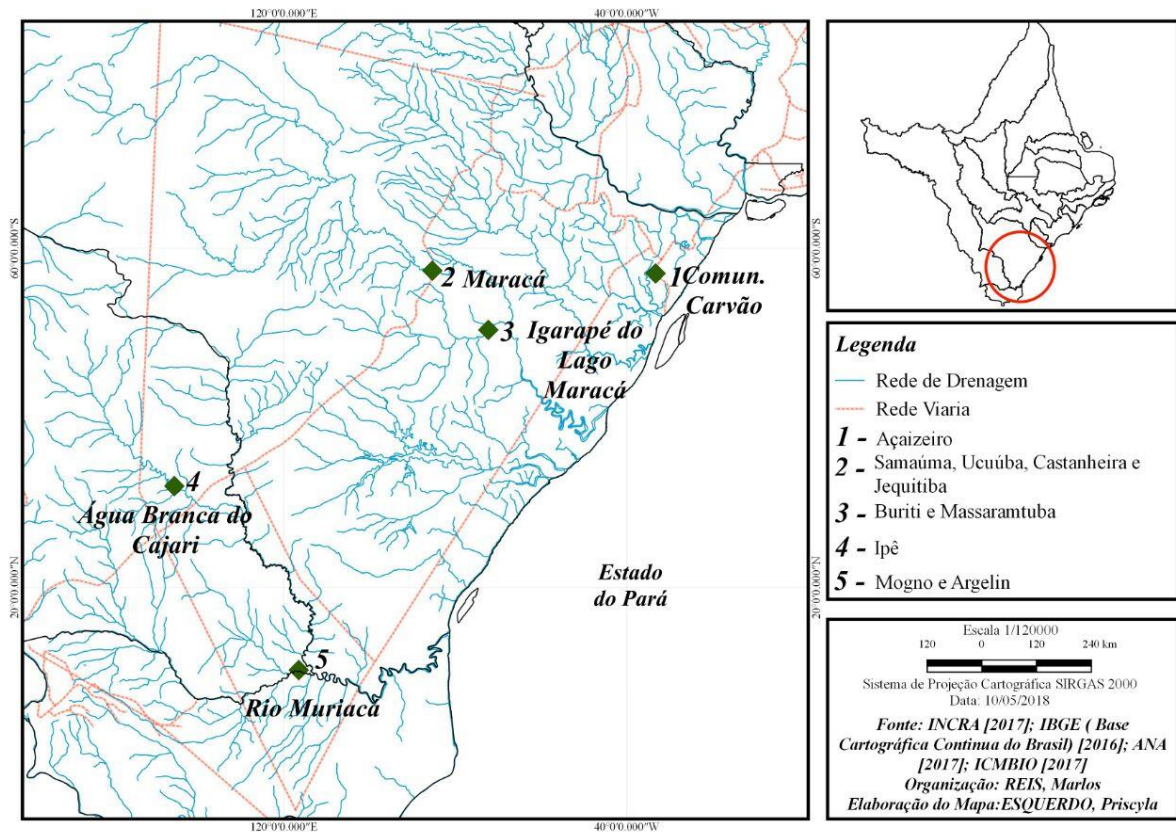 120°0'0.000"E
40°0'0.000"W
60°0'0.000"S
60°0'0.000"S
2 Maracá
1 Comun.
Carvão
3 Igarapé do
Lago
Maracá
4
Água Branca do
Cajari
Estado
do Pará
20°0'0.000"N
20°0'0.000"N
5
Rio Muriacá
120°0'0.000"E
40°0'0.000"W
Legenda
Rede de Drenagem
Rede Viaria
1 - Açaizeiro
2 - Samaúma, Ucuúba, Castanheira e
Jequitiba
3 - Buriti e Massaramtuba
4 - Ipê
5 - Mogno e Argelin
Escala 1/120000
120 0 120 240 km
Sistema de Projeção Cartográfica SIRGAS 2000
Data: 10/05/2018
Fonte: INCRA [2017]; IBGE ( Base
Cartográfica Continua do Brasil) [2016]; ANA
[2017]; ICMBIO [2017]
Organização: REIS, Marlos
Elaboração do Mapa:ESQUERDO, Priscyla